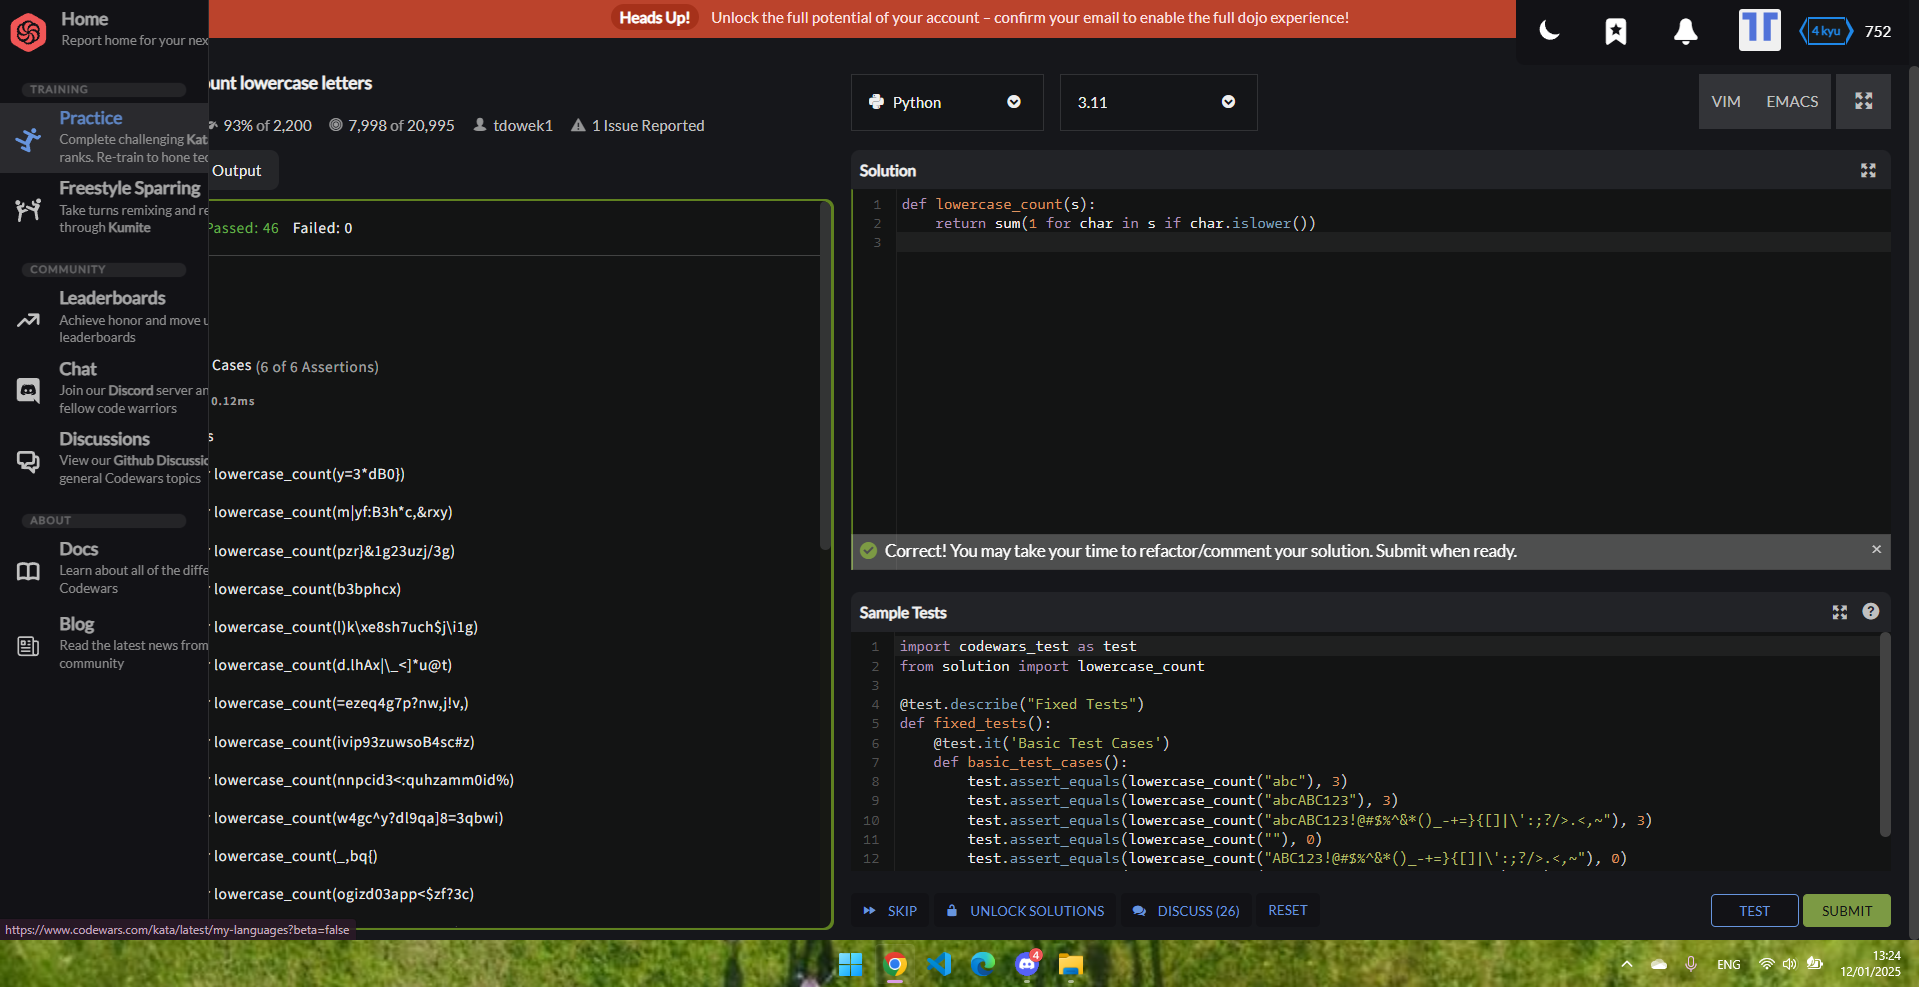 Home
Report home for your nex
Heads Up! Unlock the full potential of your account – confirm your email to enable the full dojo experience!
4 kyu 752
TRAINING
Practice
Complete challenging Kat
ranks. Re-train to hone tec
Freestyle Sparring
Take turns remixing and re
through Kumite
COMMUNITY
Leaderboards
Achieve honor and move u
leaderboards
Chat
Join our Discord server an
fellow code warriors
Discussions
View our Github Discussic
general Codewars topics
ABOUT
Docs
Learn about all of the diffe
Codewars
Blog
Read the latest news from
community
https://www.codewars.com/kata/latest/my-languages?beta=false
unt lowercase letters
93% of 2,200 7,998 of 20,995 tdowek1 1 Issue Reported
Output
Passed: 46 Failed: 0
Cases (6 of 6 Assertions)
0.12ms
s
lowercase_count(y=3*dB0})
lowercase_count(m|yf:B3h*c,&rxy)
lowercase_count(pzr}&1g23uzj/3g)
lowercase_count(b3bphcx)
lowercase_count(l)k\xe8sh7uch$j\i1g)
lowercase_count(d.lhAx|\_<]*u@t)
lowercase_count(=ezeq4g7p?nw,j!v,)
lowercase_count(ivip93zuwsoB4sc#z)
lowercase_count(nnpcid3<:quhzamm0id%)
lowercase_count(w4gc^y?dl9qa]8=3qbwi)
lowercase_count(_,bq{)
lowercase_count(ogizd03app<$zf?3c)
Python 3.11 VIM EMACS
Solution
1 def lowercase_count(s):
2     return sum(1 for char in s if char.islower())
3
Correct! You may take your time to refactor/comment your solution. Submit when ready. ×
Sample Tests
1 import codewars_test as test
2 from solution import lowercase_count
3
4 @test.describe("Fixed Tests")
5 def fixed_tests():
6     @test.it('Basic Test Cases')
7     def basic_test_cases():
8         test.assert_equals(lowercase_count("abc"), 3)
9         test.assert_equals(lowercase_count("abcABC123"), 3)
10         test.assert_equals(lowercase_count("abcABC123!@#$%^&*()_-+=}{[]|\':;?/>.<,~"), 3)
11         test.assert_equals(lowercase_count(""), 0)
12         test.assert_equals(lowercase_count("ABC123!@#$%^&*()_-+=}{[]|\':;?/>.<,~"), 0)
SKIP UNLOCK SOLUTIONS DISCUSS (26) RESET TEST SUBMIT
4
ENG 13:24
12/01/2025